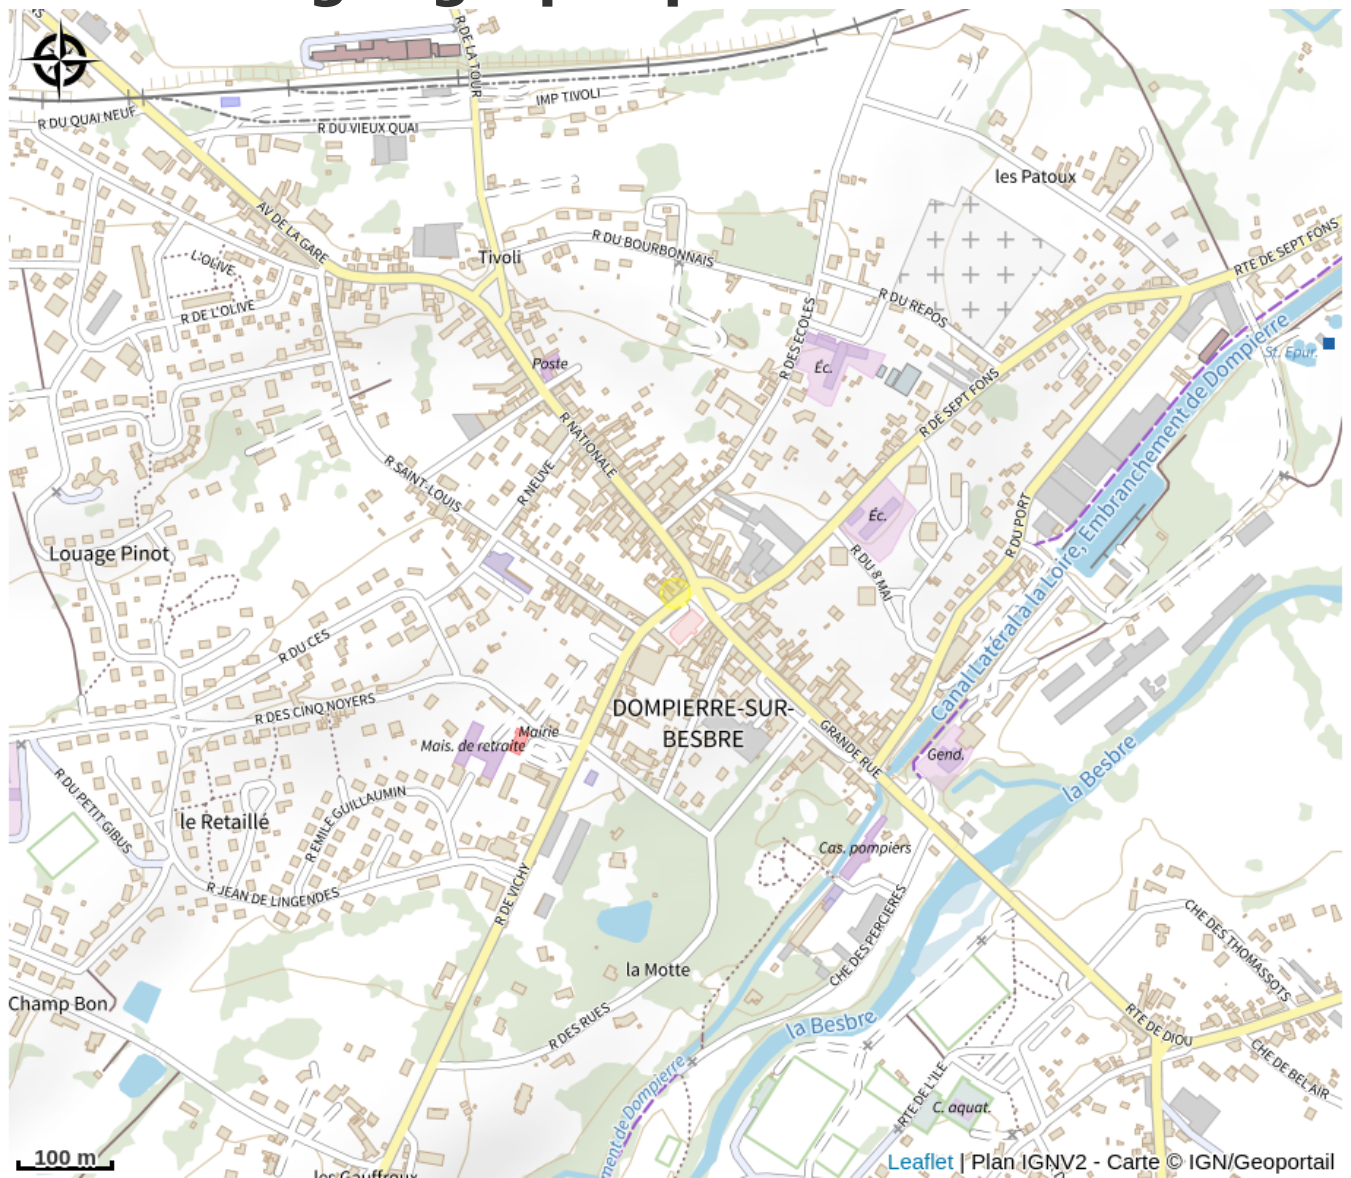 R DE LA TOUR
IMP TIVOLI
R DU QUAI NEUF
R DU VIEUX QUAI
les Patoux
AV DE LA GARE
R DU BOURBONNAIS
Tivoli
RTE DE SEPT FONS
L'OLIVE
R DE L'OLIVE
R DU REPOS
R DES ECOLES
St. Epur.
Poste
Éc.
R DE SEPT FONS
R NATIONALE
R SAINT-LOUIS
R NEUVE
Éc.
R DU PORT
Canal Latéral à la Loire, Embranchement de Dompierre
Louage Pinot
R DU 8 MAI
R DU CES
R DES CINQ NOYERS
DOMPIERRE-SUR-
BESBRE
Mairie
Mais. de retraite
GRANDE RUE
Gend.
la Besbre
R DU PETIT GIBUS
le Retaillé
R EMILE GUILLAUMIN
Cas. pompiers
R JEAN DE LINGENDES
R DE VICHY
CHE DES PERCIERES
CHE DES THOMASSOTS
la Motte
Champ Bon
R DES RUES
la Besbre
RTE DE DIOU
CHE DE BEL AIR
RTE DE L'ILE
C. aquat.
ment de Dompierre
100 m
les Gauffroux
Leaflet | Plan IGNV2 - Carte © IGN/Geoportail